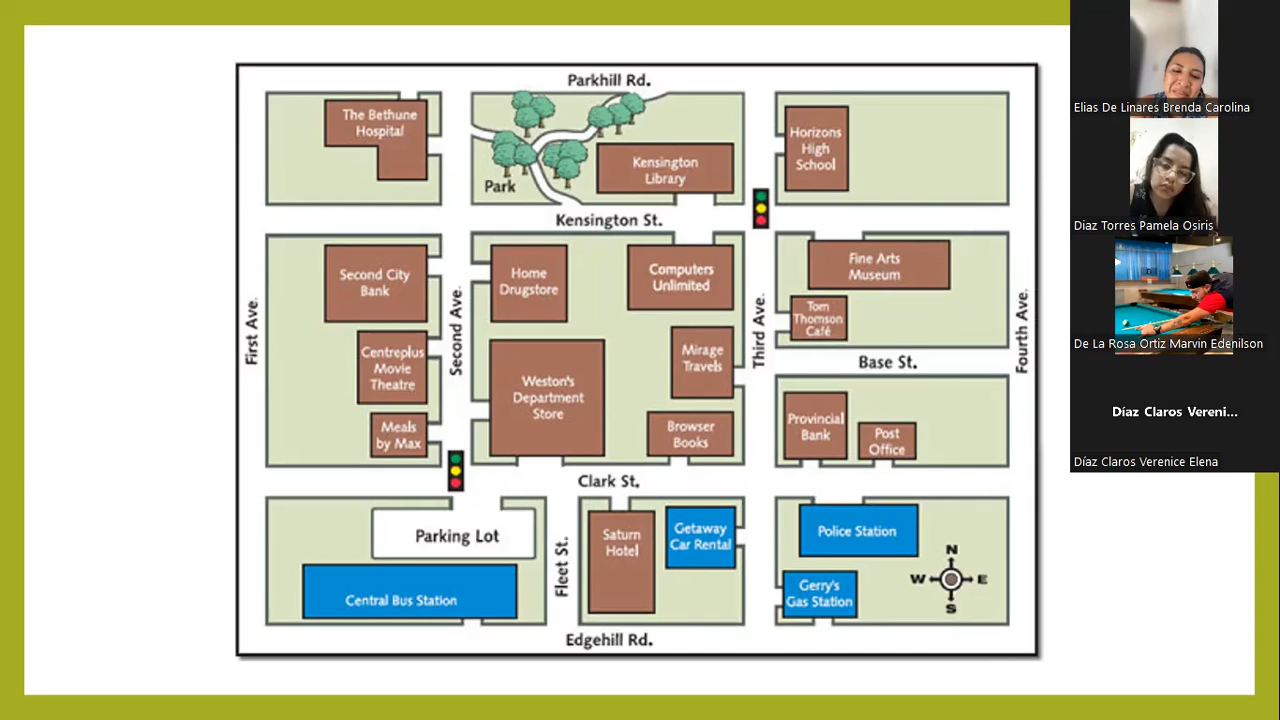 Parkhill Rd.
The Bethune
Hospital
Park
Kensington
Library
Horizons
High
School
Kensington St.
Second City
Bank
Home
Drugstore
Computers
Unlimited
Fine Arts
Museum
Tom
Thomson
Café
First Ave.
Second Ave.
Third Ave.
Fourth Ave.
Centreplus
Movie
Theatre
Mirage
Travels
Base St.
Weston's
Department
Store
Meals
by Max
Browser
Books
Provincial
Bank
Post
Office
Clark St.
Parking Lot
Fleet St.
Saturn
Hotel
Getaway
Car Rental
Police Station
Central Bus Station
Gerry's
Gas Station
N
W E
S
Edgehill Rd.
Elias De Linares Brenda Carolina
Diaz Torres Pamela Osiris
De La Rosa Ortíz Marvin Edenilson
Díaz Claros Vereni...
Díaz Claros Verenice Elena